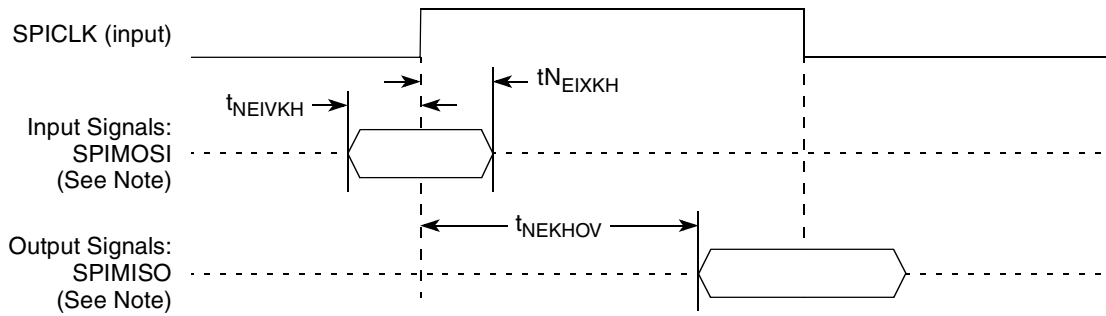 SPICLK (input)
tNEIXKH
tNEIVKH
Input Signals:
SPIMOSI
(See Note)
tNEKHOV
Output Signals:
SPIMISO
(See Note)